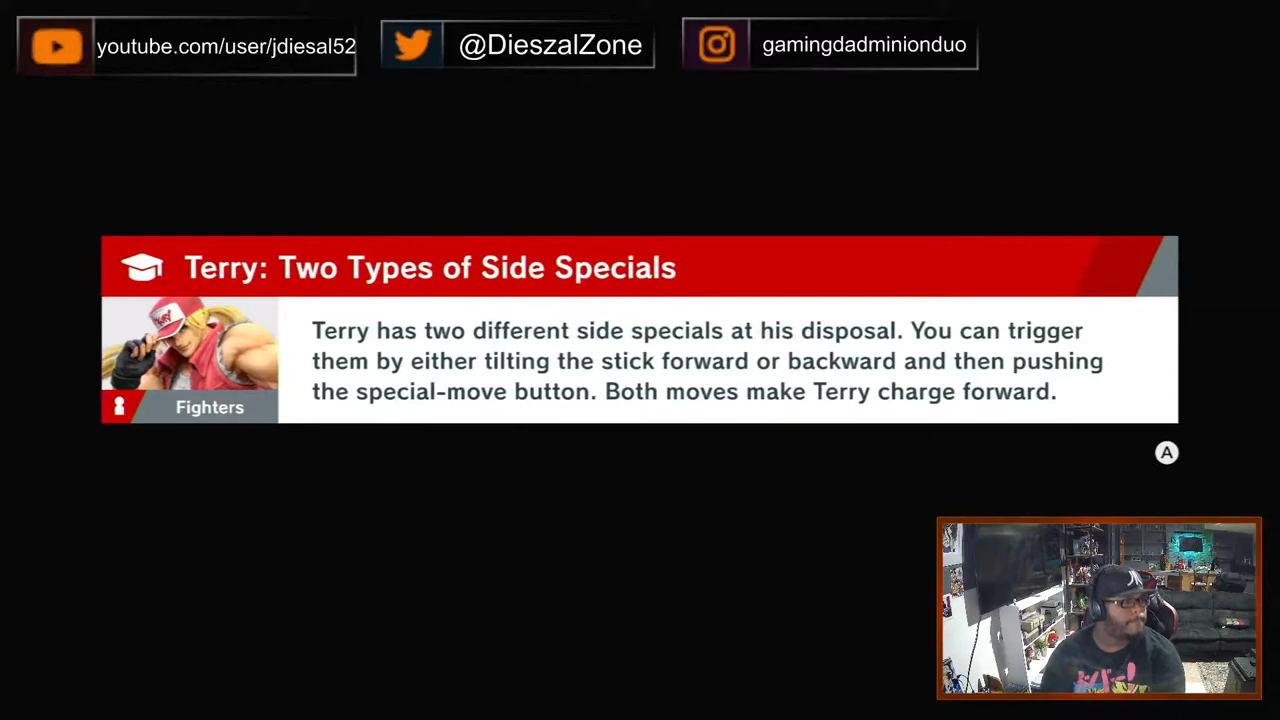 youtube.com/user/jdiesal52
@DieszalZone
gamingdadminionduo
Terry: Two Types of Side Specials
Terry has two different side specials at his disposal. You can trigger
them by either tilting the stick forward or backward and then pushing
the special-move button. Both moves make Terry charge forward.
Fighters
A